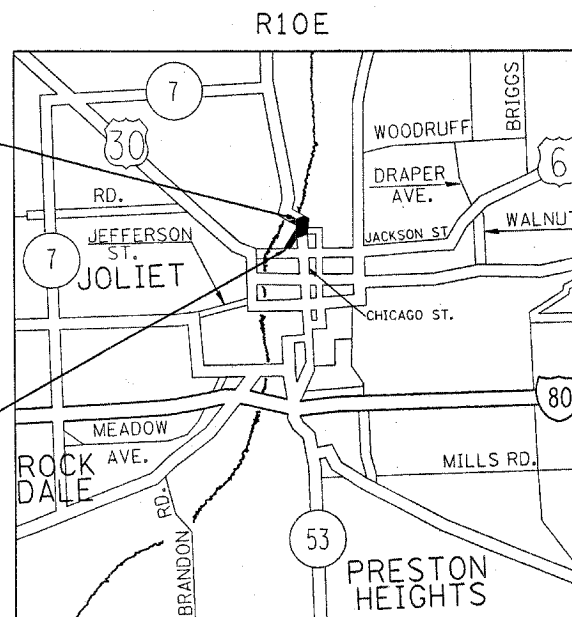 R10E
7
30
WOODRUFF
BRIGGS
DRAPER
AVE.
6
RD.
WALNUT
JACKSON ST.
JEFFERSON
ST.
7
JOLIET
CHICAGO ST.
80
MEADOW
AVE.
ROCK
DALE
MILLS RD.
BRANDON RD.
53
PRESTON
HEIGHTS